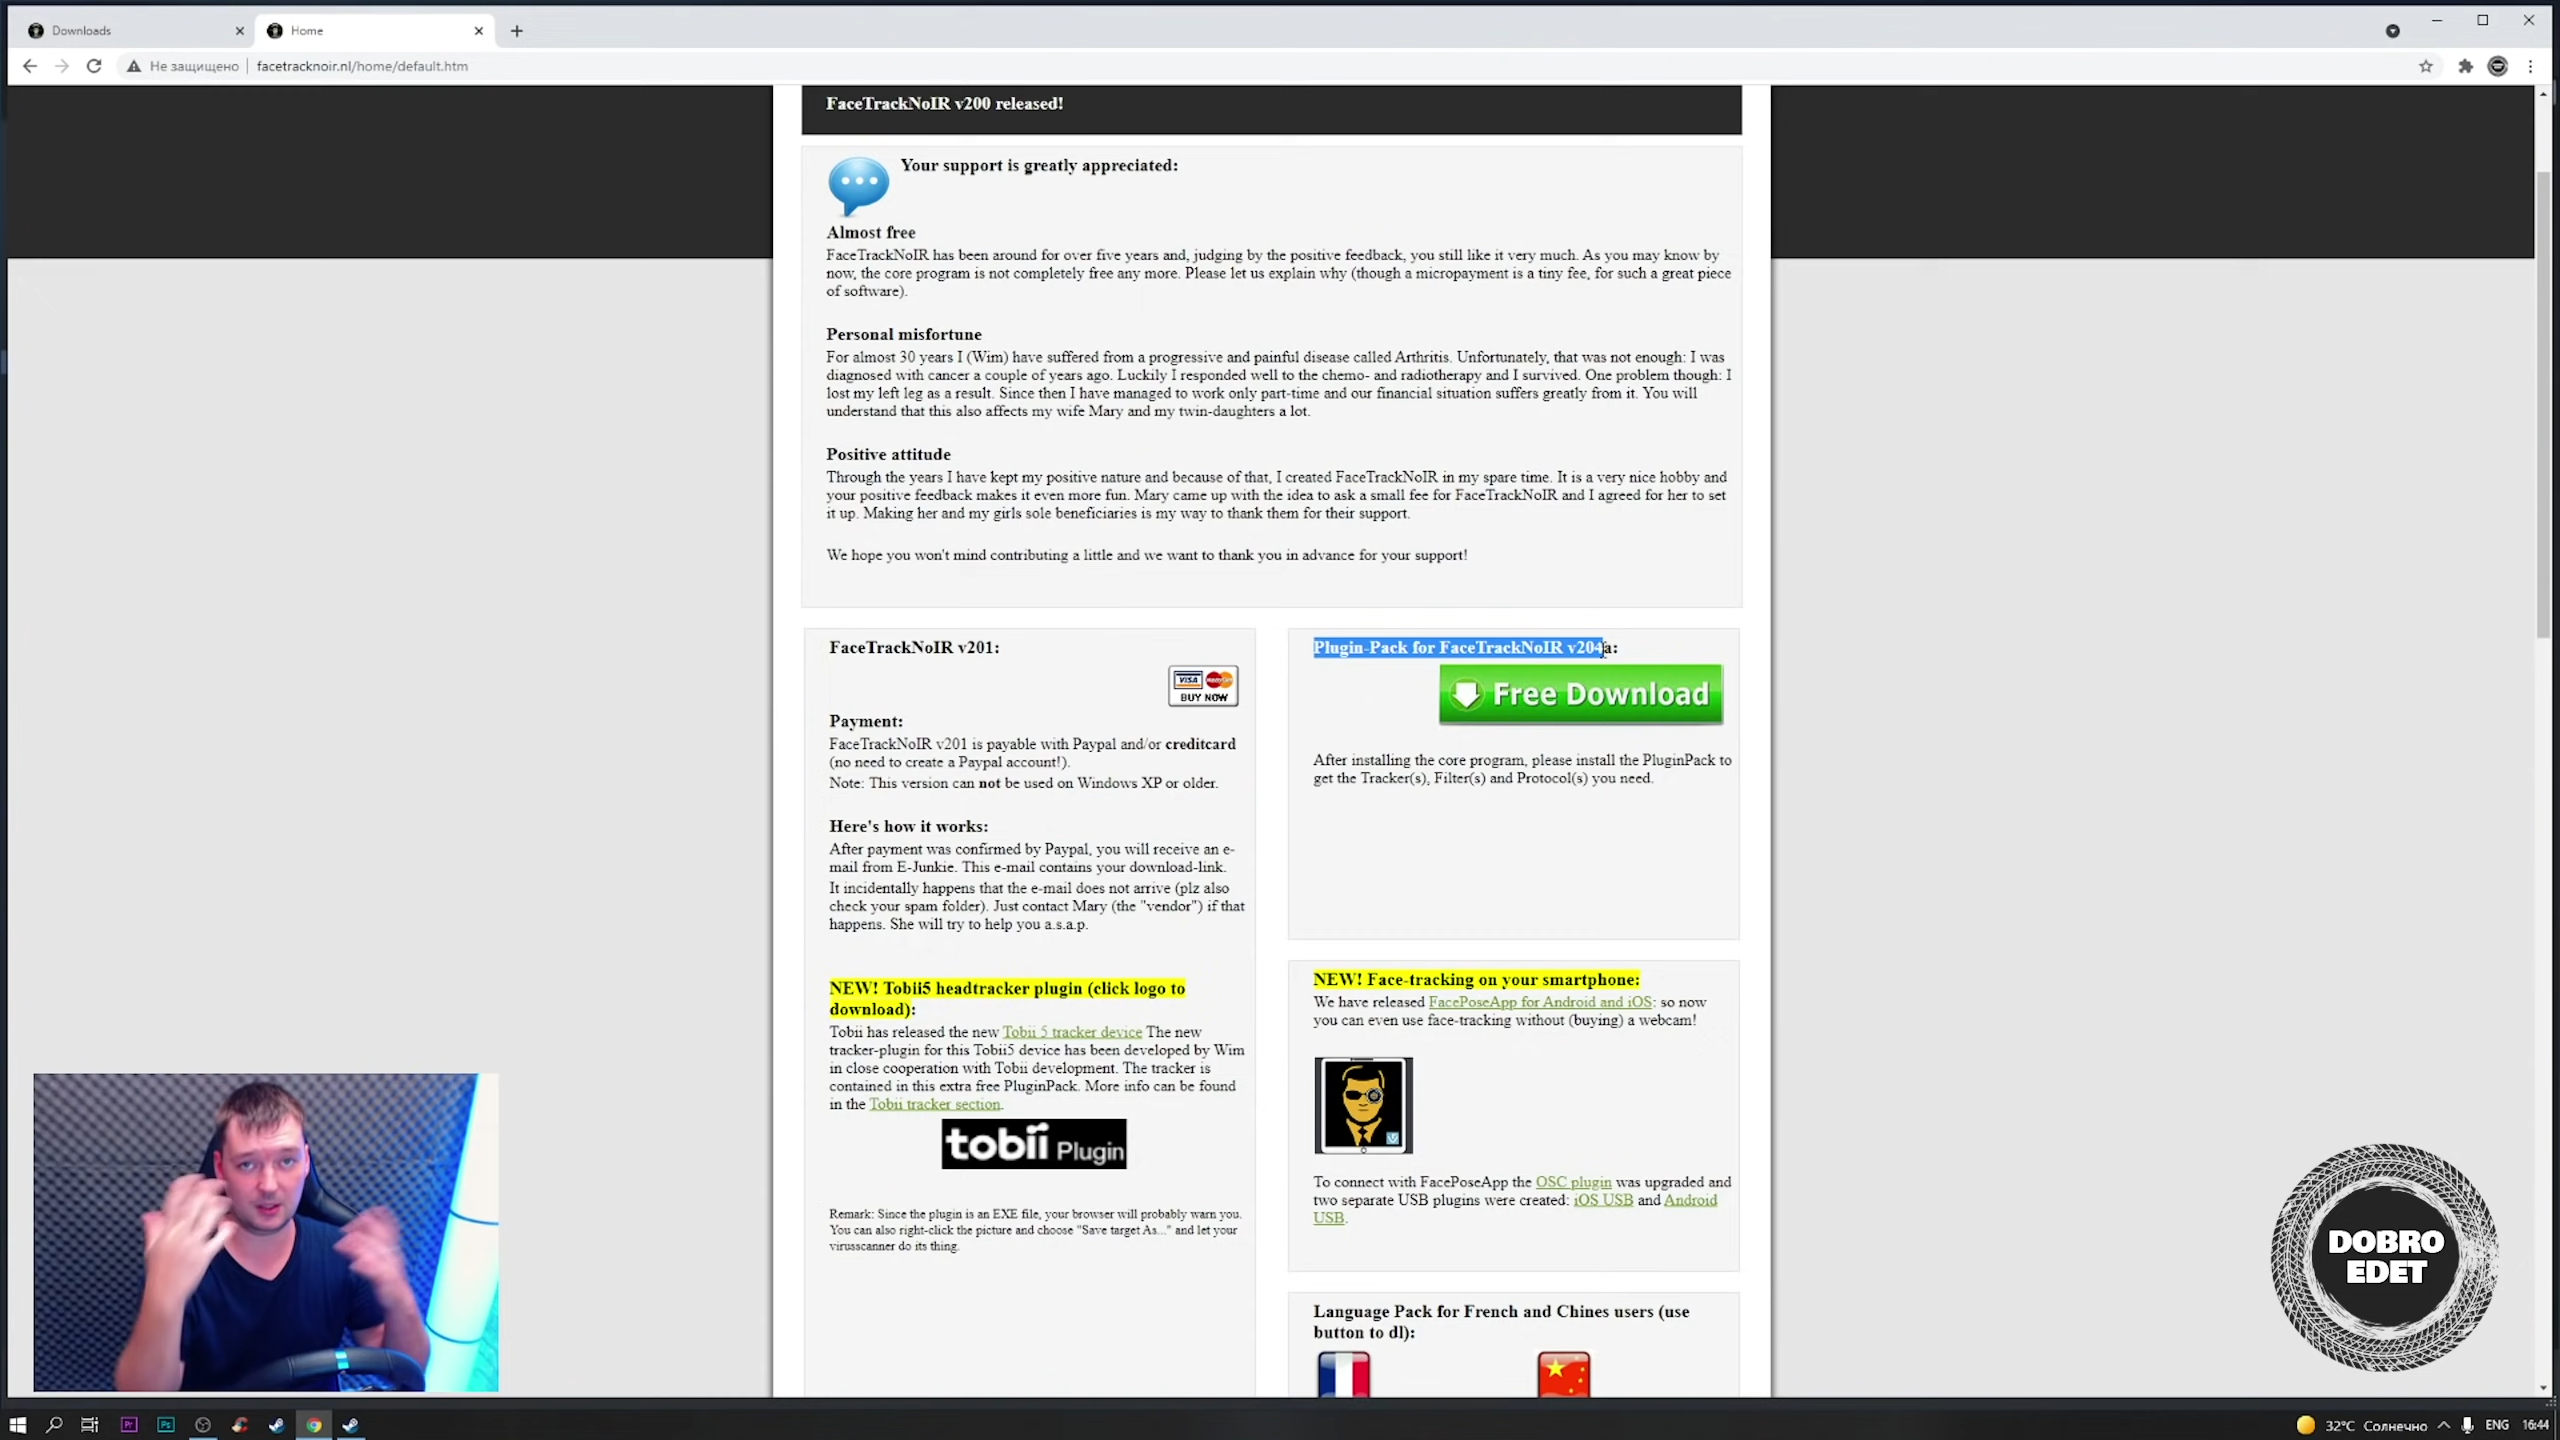 Downloads
Home
Не защищено
facetracknoir.nl/home/default.htm
FaceTrackNoIR v200 released!
Your support is greatly appreciated:
Almost free
FaceTrackNoIR has been around for over five years and, judging by the positive feedback, you still like it very much. As you may know by
now, the core program is not completely free any more. Please let us explain why (though a micropayment is a tiny fee, for such a great piece
of software).
Personal misfortune
For almost 30 years I (Wim) have suffered from a progressive and painful disease called Arthritis. Unfortunately, that was not enough: I was
diagnosed with cancer a couple of years ago. Luckily I responded well to the chemo- and radiotherapy and I survived. One problem though: I
lost my left leg as a result. Since then I have managed to work only part-time and our financial situation suffers greatly from it. You will
understand that this also affects my wife Mary and my twin-daughters a lot.
Positive attitude
Through the years I have kept my positive nature and because of that, I created FaceTrackNoIR in my spare time. It is a very nice hobby and
your positive feedback makes it even more fun. Mary came up with the idea to ask a small fee for FaceTrackNoIR and I agreed for her to set
it up. Making her and my girls sole beneficiaries is my way to thank them for their support.
We hope you won't mind contributing a little and we want to thank you in advance for your support!
FaceTrackNoIR v201:
VISA MasterCard
BUY NOW
Payment:
FaceTrackNoIR v201 is payable with Paypal and/or creditcard
(no need to create a Paypal account!).
Note: This version can not be used on Windows XP or older.
Here's how it works:
After payment was confirmed by Paypal, you will receive an e-
mail from E-Junkie. This e-mail contains your download-link.
It incidentally happens that the e-mail does not arrive (plz also
check your spam folder). Just contact Mary (the "vendor") if that
happens. She will try to help you a.s.a.p.
NEW! Tobii5 headtracker plugin (click logo to
download):
Tobii has released the new Tobii 5 tracker device The new
tracker-plugin for this Tobii5 device has been developed by Wim
in close cooperation with Tobii development. The tracker is
contained in this extra free PluginPack. More info can be found
in the Tobii tracker section.
tobii Plugin
Remark: Since the plugin is an EXE file, your browser will probably warn you.
You can also right-click the picture and choose "Save target As..." and let your
virusscanner do its thing.
Plugin-Pack for FaceTrackNoIR v204a:
Free Download
After installing the core program, please install the PluginPack to
get the Tracker(s), Filter(s) and Protocol(s) you need.
NEW! Face-tracking on your smartphone:
We have released FacePoseApp for Android and iOS: so now
you can even use face-tracking without (buying) a webcam!
To connect with FacePoseApp the OSC plugin was upgraded and
two separate USB plugins were created: iOS USB and Android
USB.
Language Pack for French and Chines users (use
button to dl):
DOBRO
EDET
Pr
Ps
32°C Солнечно
ENG
16:44